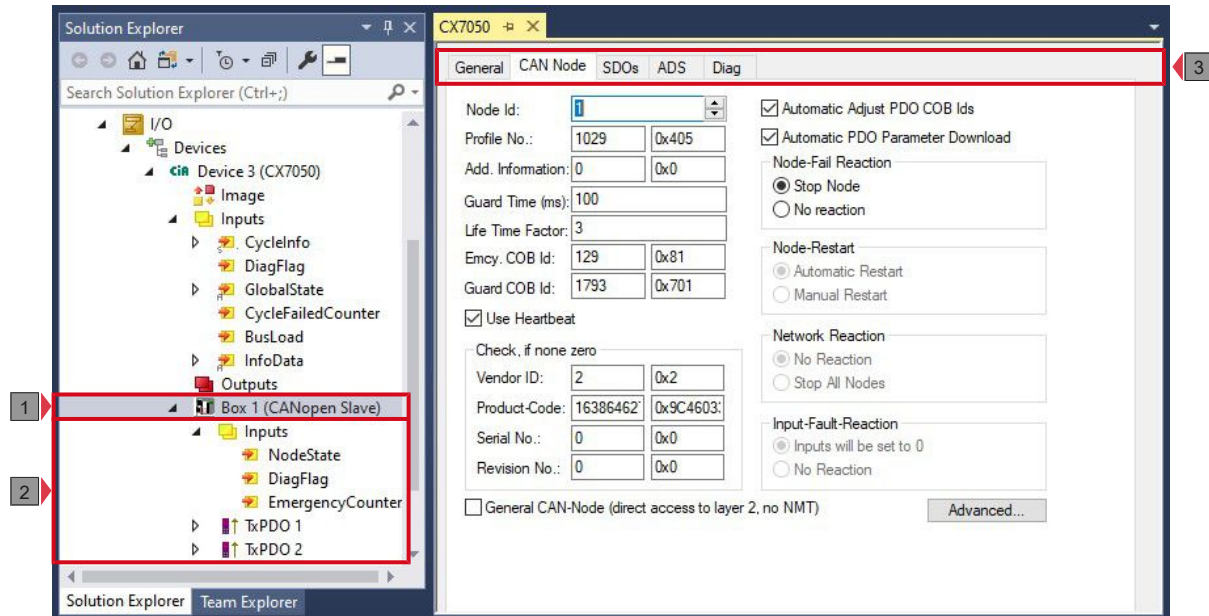 Solution Explorer
Search Solution Explorer (Ctrl+;)
I/O
Devices
CiA Device 3 (CX7050)
Image
Inputs
CycleInfo
DiagFlag
GlobalState
CycleFailedCounter
BusLoad
InfoData
Outputs
1
Box 1 (CANopen Slave)
Inputs
NodeState
DiagFlag
2
EmergencyCounter
TxPDO 1
TxPDO 2
Solution Explorer Team Explorer
CX7050
General CAN Node SDOs ADS Diag
3
Node Id: 1
Profile No.: 1029 0x405
Add. Information: 0 0x0
Guard Time (ms): 100
Life Time Factor: 3
Emcy. COB Id: 129 0x81
Guard COB Id: 1793 0x701
Use Heartbeat
Check, if none zero
Vendor ID: 2 0x2
Product-Code: 16386462 0x9C4603
Serial No.: 0 0x0
Revision No.: 0 0x0
General CAN-Node (direct access to layer 2, no NMT)
Automatic Adjust PDO COB Ids
Automatic PDO Parameter Download
Node-Fail Reaction
Stop Node
No reaction
Node-Restart
Automatic Restart
Manual Restart
Network Reaction
No Reaction
Stop All Nodes
Input-Fault-Reaction
Inputs will be set to 0
No Reaction
Advanced...